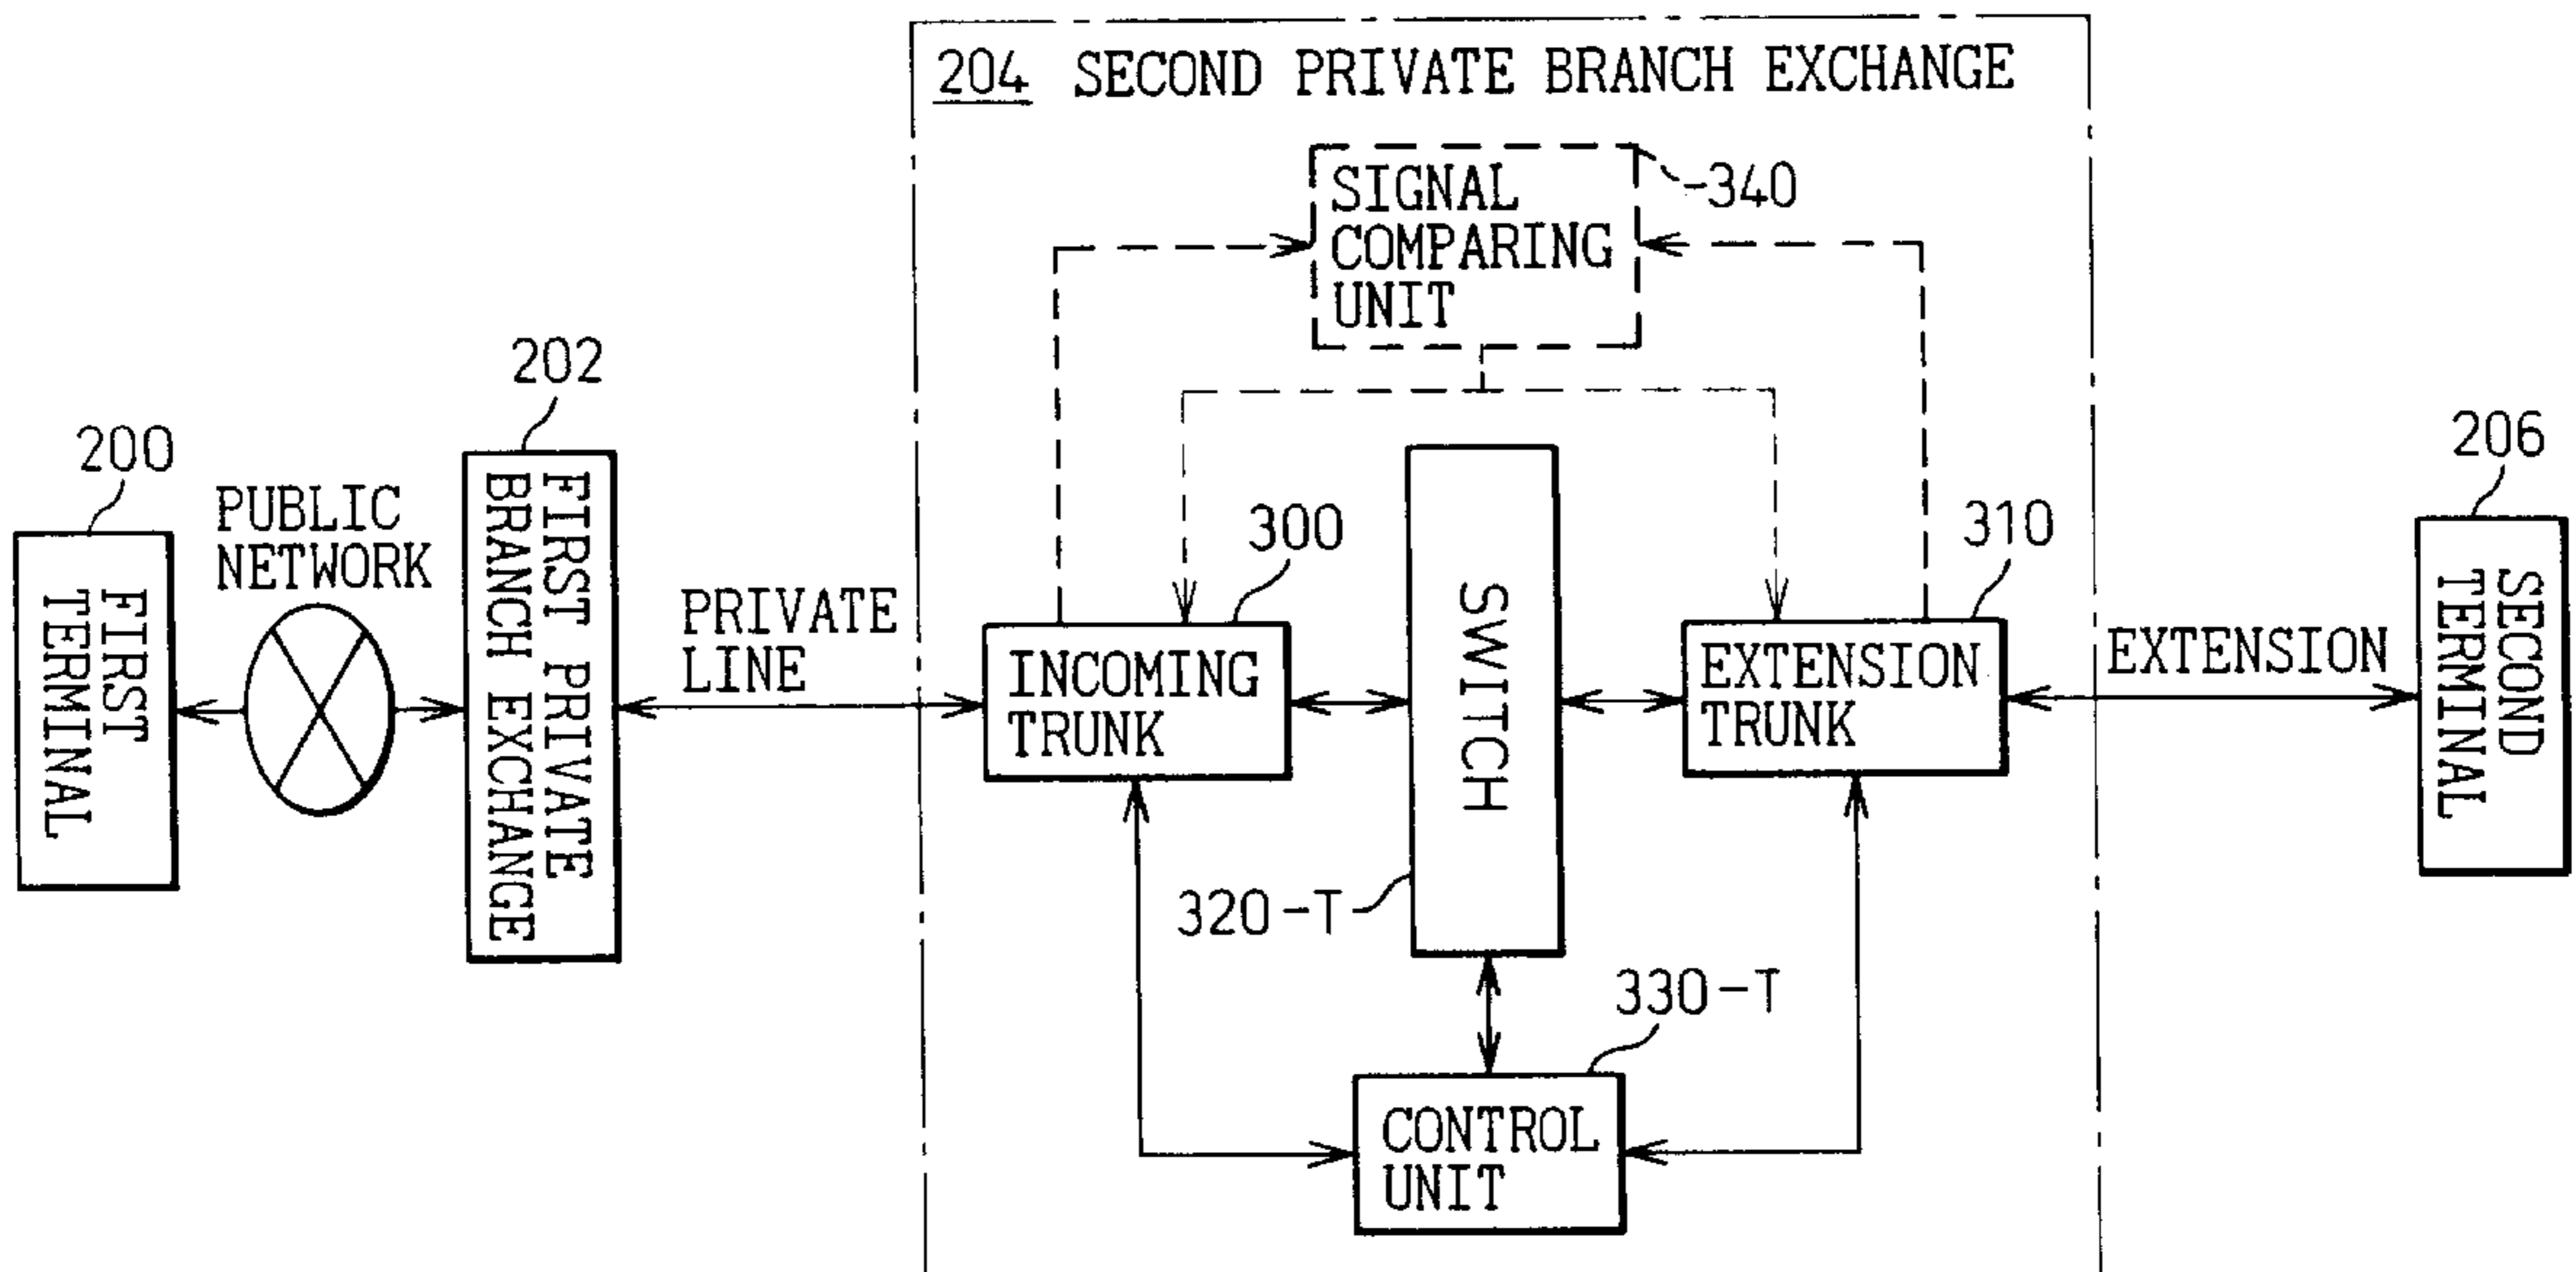 204 SECOND PRIVATE BRANCH EXCHANGE
SIGNAL
COMPARING
UNIT
340
202
200
206
PUBLIC
NETWORK
FIRST
TERMINAL
FIRST PRIVATE
BRANCH EXCHANGE
PRIVATE
LINE
300
INCOMING
TRUNK
SWITCH
310
EXTENSION
TRUNK
EXTENSION
SECOND
TERMINAL
320-T
330-T
CONTROL
UNIT